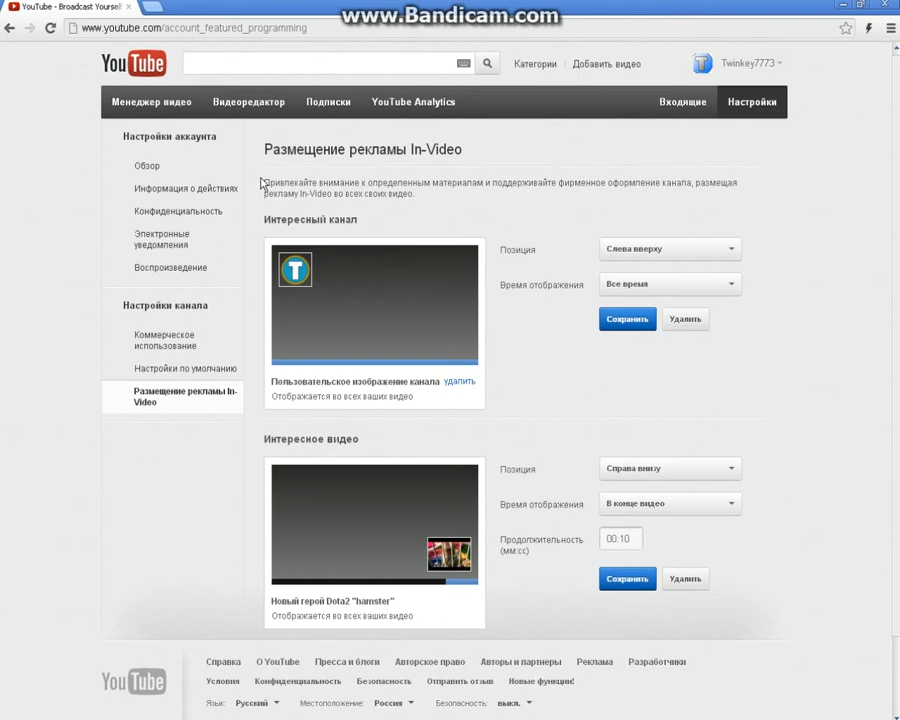 YouTube - Broadcast Yourself
www.Bandicam.com
www.youtube.com/account_featured_programming
YouTube
Категории
Добавить видео
T
Twinkey7773
Менеджер видео
Видеоредактор
Подписки
YouTube Analytics
Входящие
Настройки
Настройки аккаунта
Обзор
Информация о действиях
Конфиденциальность
Электронные
уведомления
Воспроизведение
Настройки канала
Коммерческое
использование
Настройки по умолчанию
Размещение рекламы In-
Video
Размещение рекламы In-Video
Привлекайте внимание к определенным материалам и поддерживайте фирменное оформление канала, размещая
рекламу In-Video во всех своих видео.
Интересный канал
T
Пользовательское изображение канала удалить
Отображается во всех ваших видео
Позиция
Слева вверху
Время отображения
Все время
Сохранить
Удалить
Интересное видео
Новый герой Dota2 "hamster"
Отображается во всех ваших видео
Позиция
Справа внизу
Время отображения
В конце видео
Продолжительность
(мм:сс)
00:10
Сохранить
Удалить
YouTube
Справка
О YouTube
Пресса и блоги
Авторское право
Авторы и партнеры
Реклама
Разработчики
Условия
Конфиденциальность
Безопасность
Отправить отзыв
Новые функции!
Язык: Русский
Местоположение: Россия
Безопасность: выкл.